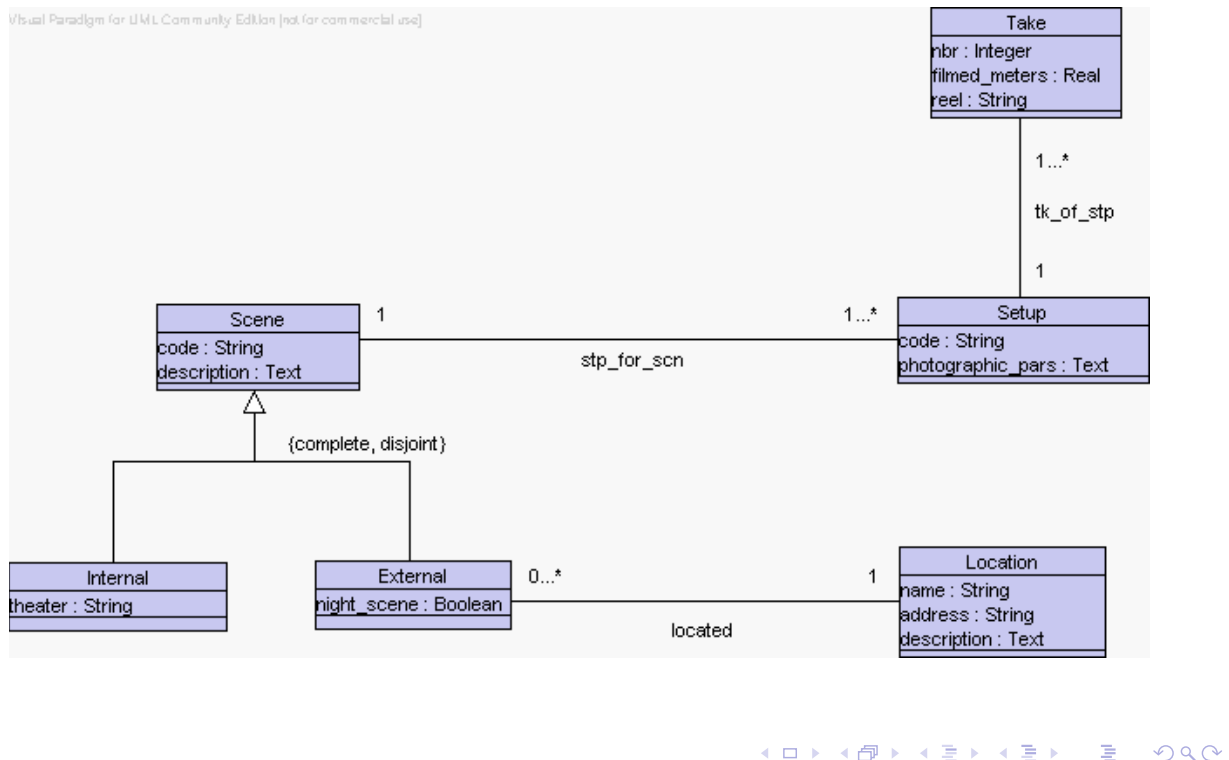 Visual Paradigm for UML Community Edition [not for commercial use]
Take
nbr : Integer
filmed_meters : Real
reel : String
1...*
tk_of_stp
1
Scene
code : String
description : Text
1
1...*
stp_for_scn
Setup
code : String
photographic_pars : Text
{complete, disjoint}
Internal
theater : String
External
night_scene : Boolean
0...*
1
located
Location
name : String
address : String
description : Text